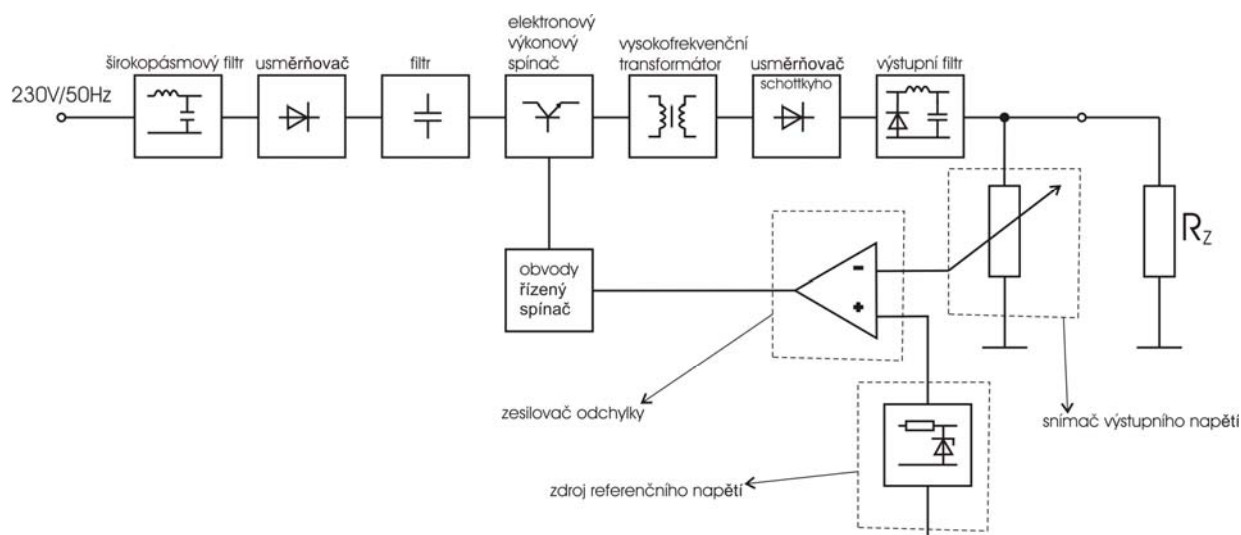 elektronový
výkonový
spínač
vysokofrekvenční
transformátor
širokopásmový filtr
usměrňovač
filtr
usměrňovač
schottkyho
výstupní filtr
230V/50Hz
RZ
obvody
řízený
spínač
-
+
zesilovač odchylky
snímač výstupního napětí
zdroj referenčního napětí